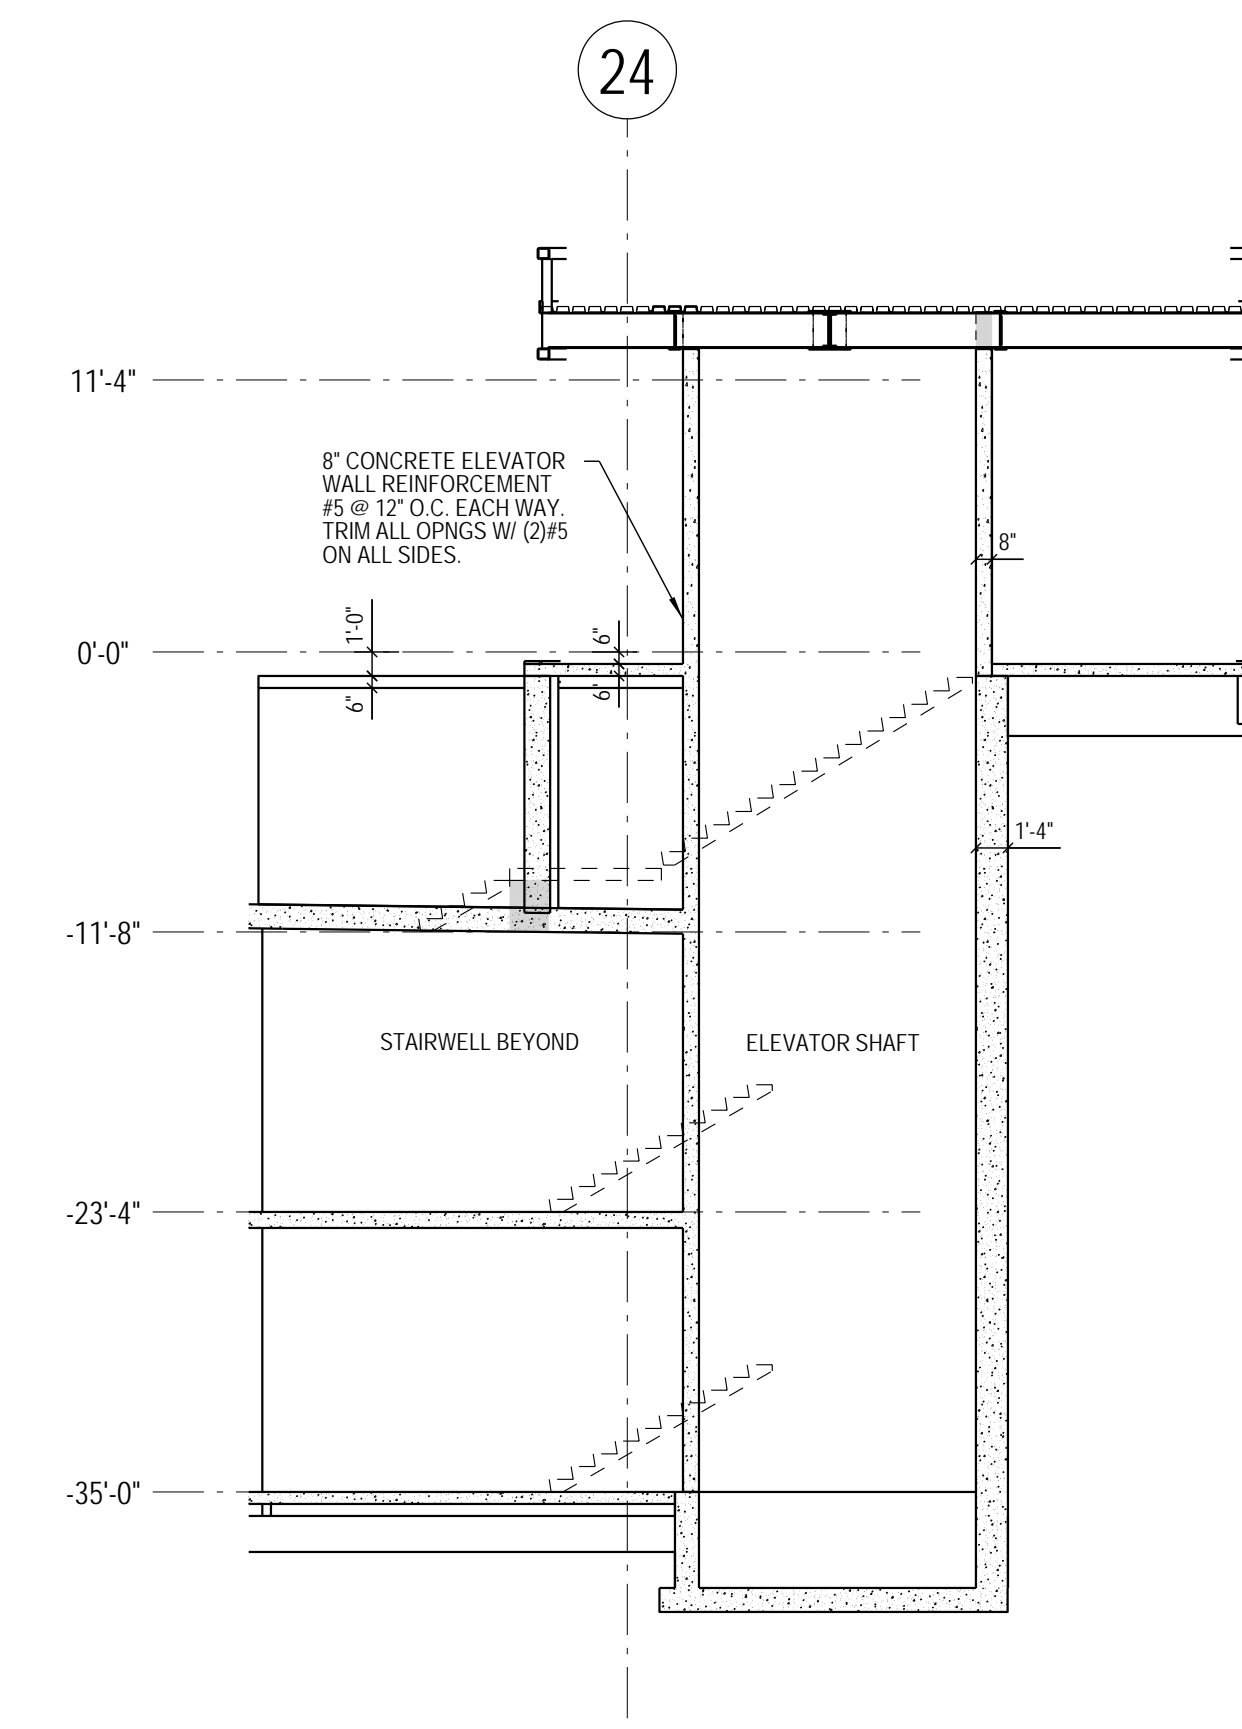 24
11'-4"
8" CONCRETE ELEVATOR
WALL REINFORCEMENT
#5 @ 12" O.C. EACH WAY.
TRIM ALL OPNGS W/ (2)#5
ON ALL SIDES.
8"
1'-0"
6"
0'-0"
6"
6"
1'-4"
-11'-8"
STAIRWELL BEYOND
ELEVATOR SHAFT
-23'-4"
-35'-0"